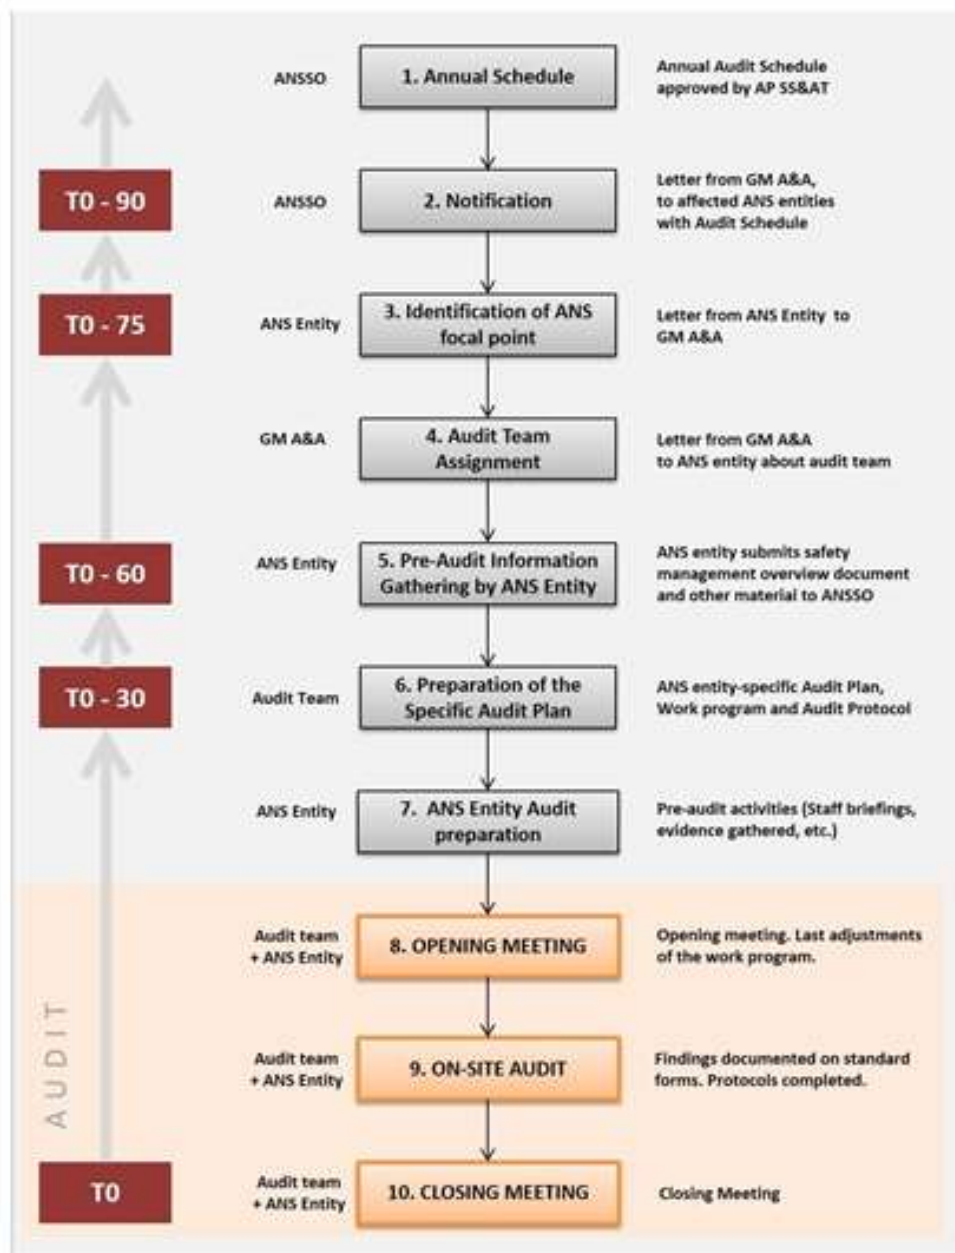 ANSSO
1. Annual Schedule
Annual Audit Schedule
approved by AP SS&AT
T0 - 90
ANSSO
2. Notification
Letter from GM A&A,
to affected ANS entities
with Audit Schedule
T0 - 75
ANS Entity
3. Identification of ANS
focal point
Letter from ANS Entity to
GM A&A
GM A&A
4. Audit Team
Assignment
Letter from GM A&A
to ANS entity about audit team
T0 - 60
ANS Entity
5. Pre-Audit Information
Gathering by ANS Entity
ANS entity submits safety
management overview document
and other material to ANSSO
T0 - 30
Audit Team
6. Preparation of the
Specific Audit Plan
ANS entity-specific Audit Plan,
Work program and Audit Protocol
ANS Entity
7. ANS Entity Audit
preparation
Pre-audit activities (Staff briefings,
evidence gathered, etc.)
Audit team
+ ANS Entity
8. OPENING MEETING
Opening meeting. Last adjustments
of the work program.
AUDIT
Audit team
+ ANS Entity
9. ON-SITE AUDIT
Findings documented on standard
forms. Protocols completed.
T0
Audit team
+ ANS Entity
10. CLOSING MEETING
Closing Meeting